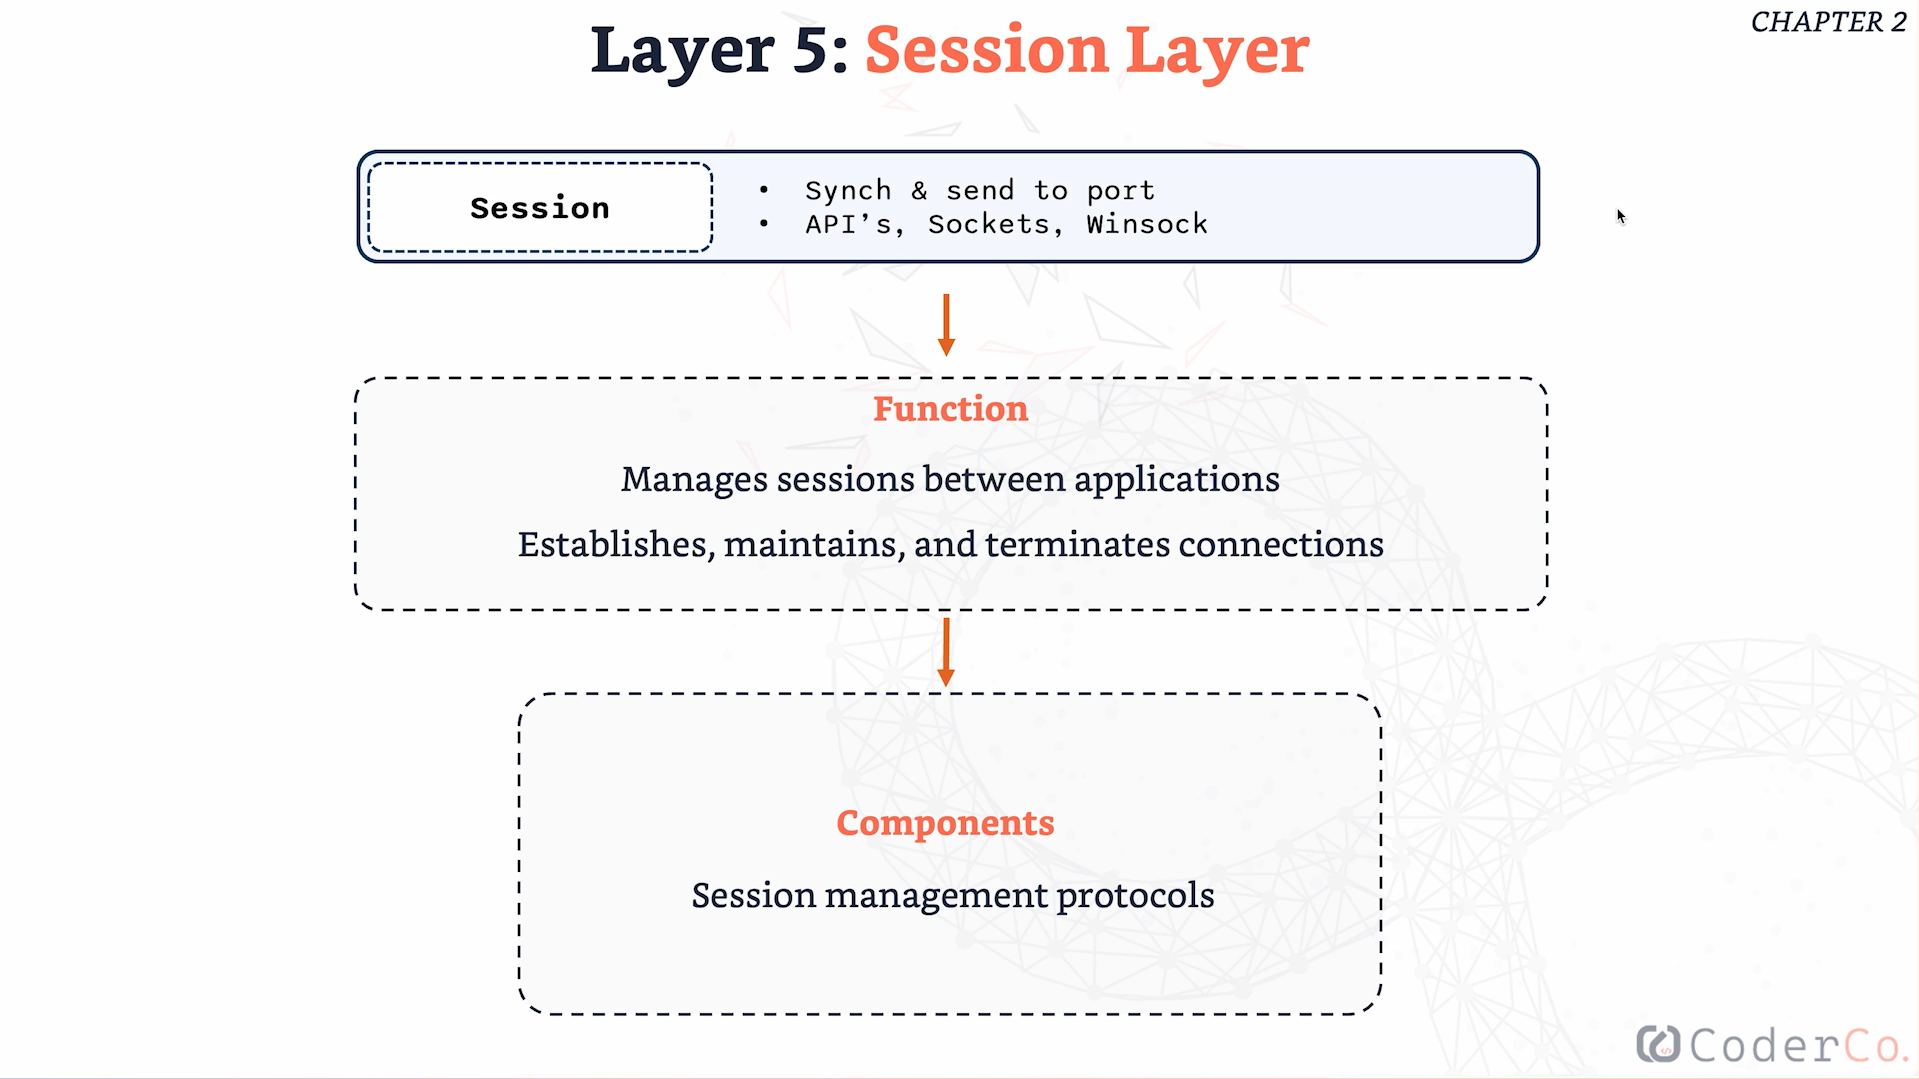 CHAPTER 2
Layer 5: Session Layer
Session
• Synch & send to port
• API’s, Sockets, Winsock
Function
Manages sessions between applications
Establishes, maintains, and terminates connections
Components
Session management protocols
CoderCo.